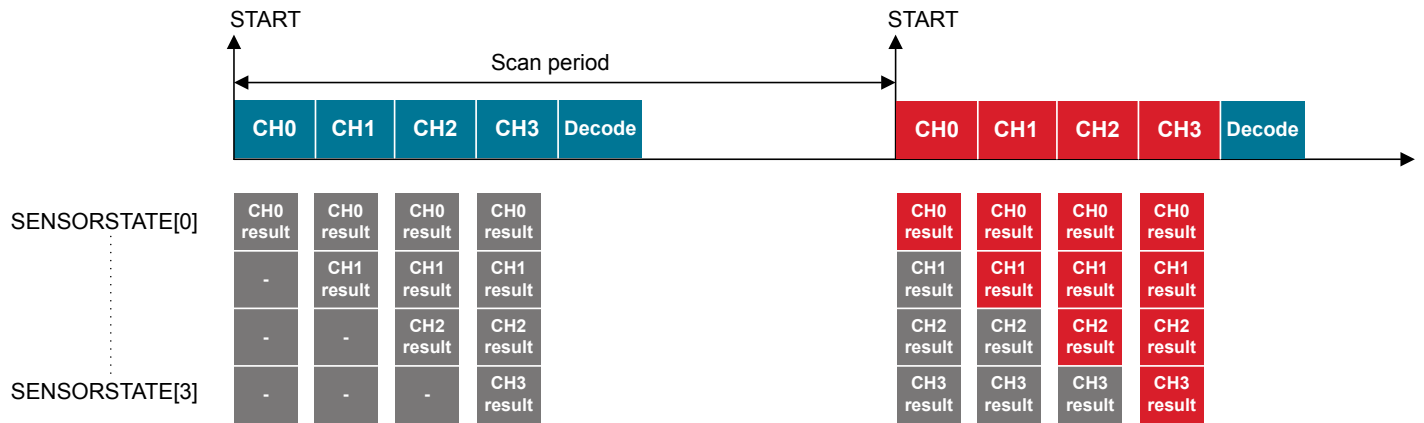 START START
Scan period
CH0 CH1 CH2 CH3 Decode CH0 CH1 CH2 CH3 Decode
SENSORSTATE[0]
CH0 CH0 CH0 CH0 CH0 CH0 CH0 CH0
result result result result result result result result
- CH1 CH1 CH1 CH1 CH1 CH1 CH1
result result result result result result result
- - CH2 CH2 CH2 CH2 CH2 CH2
result result result result result result
SENSORSTATE[3]
- - - CH3 CH3 CH3 CH3 CH3
result result result result result